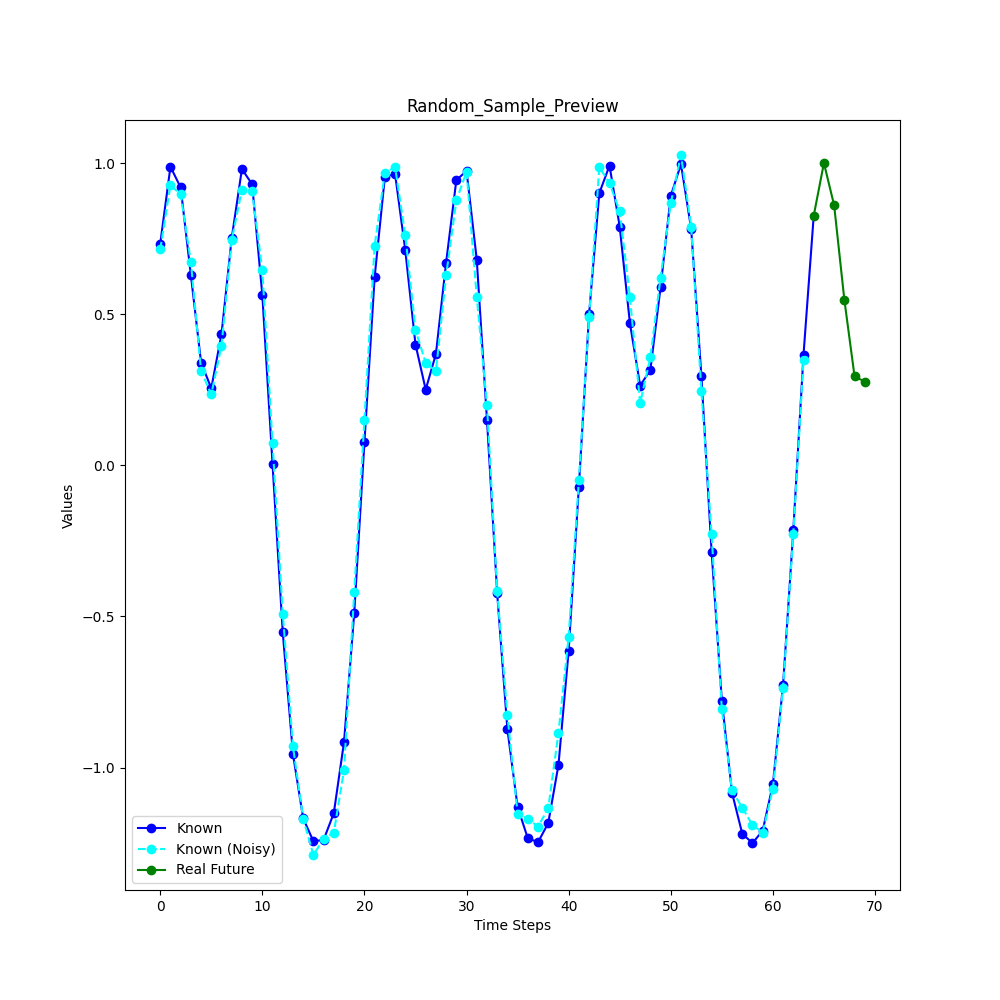 Random_Sample_Preview
1.0
0.5
0.0
−0.5
−1.0
Values
Known
Known (Noisy)
Real Future
0 10 20 30 40 50 60 70
Time Steps